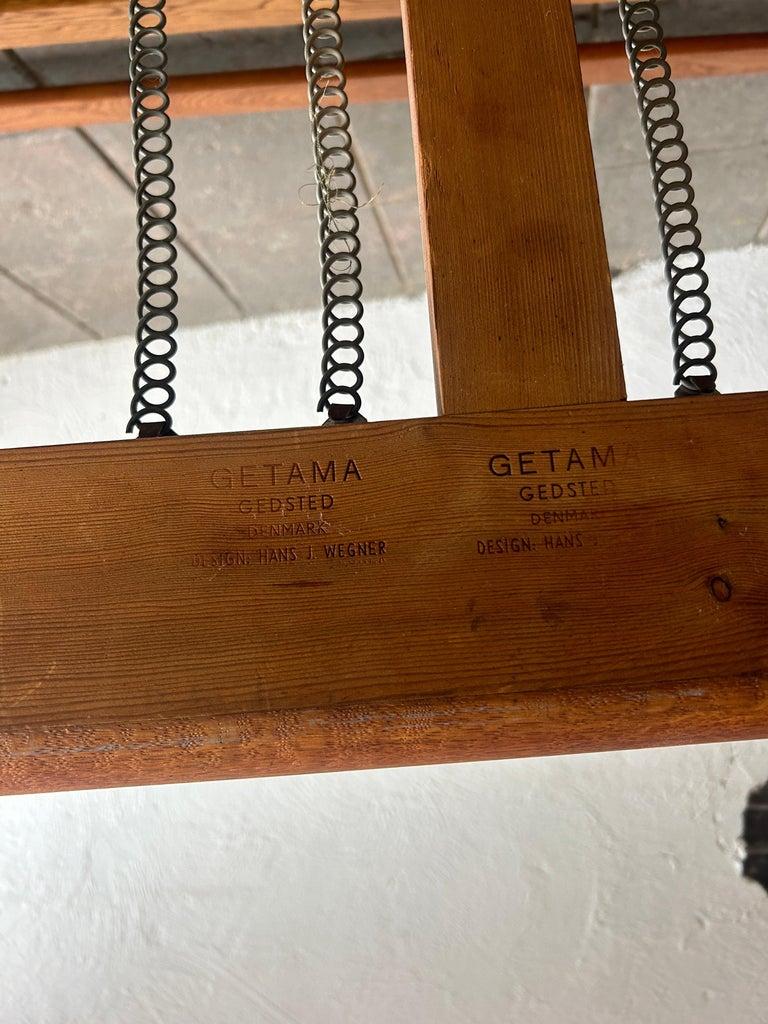 GETAMA
GEDSTED
DENMARK
DESIGN: HANS J. WEGNER
GETAMA
GEDSTED
DENMARK
DESIGN: HANS J